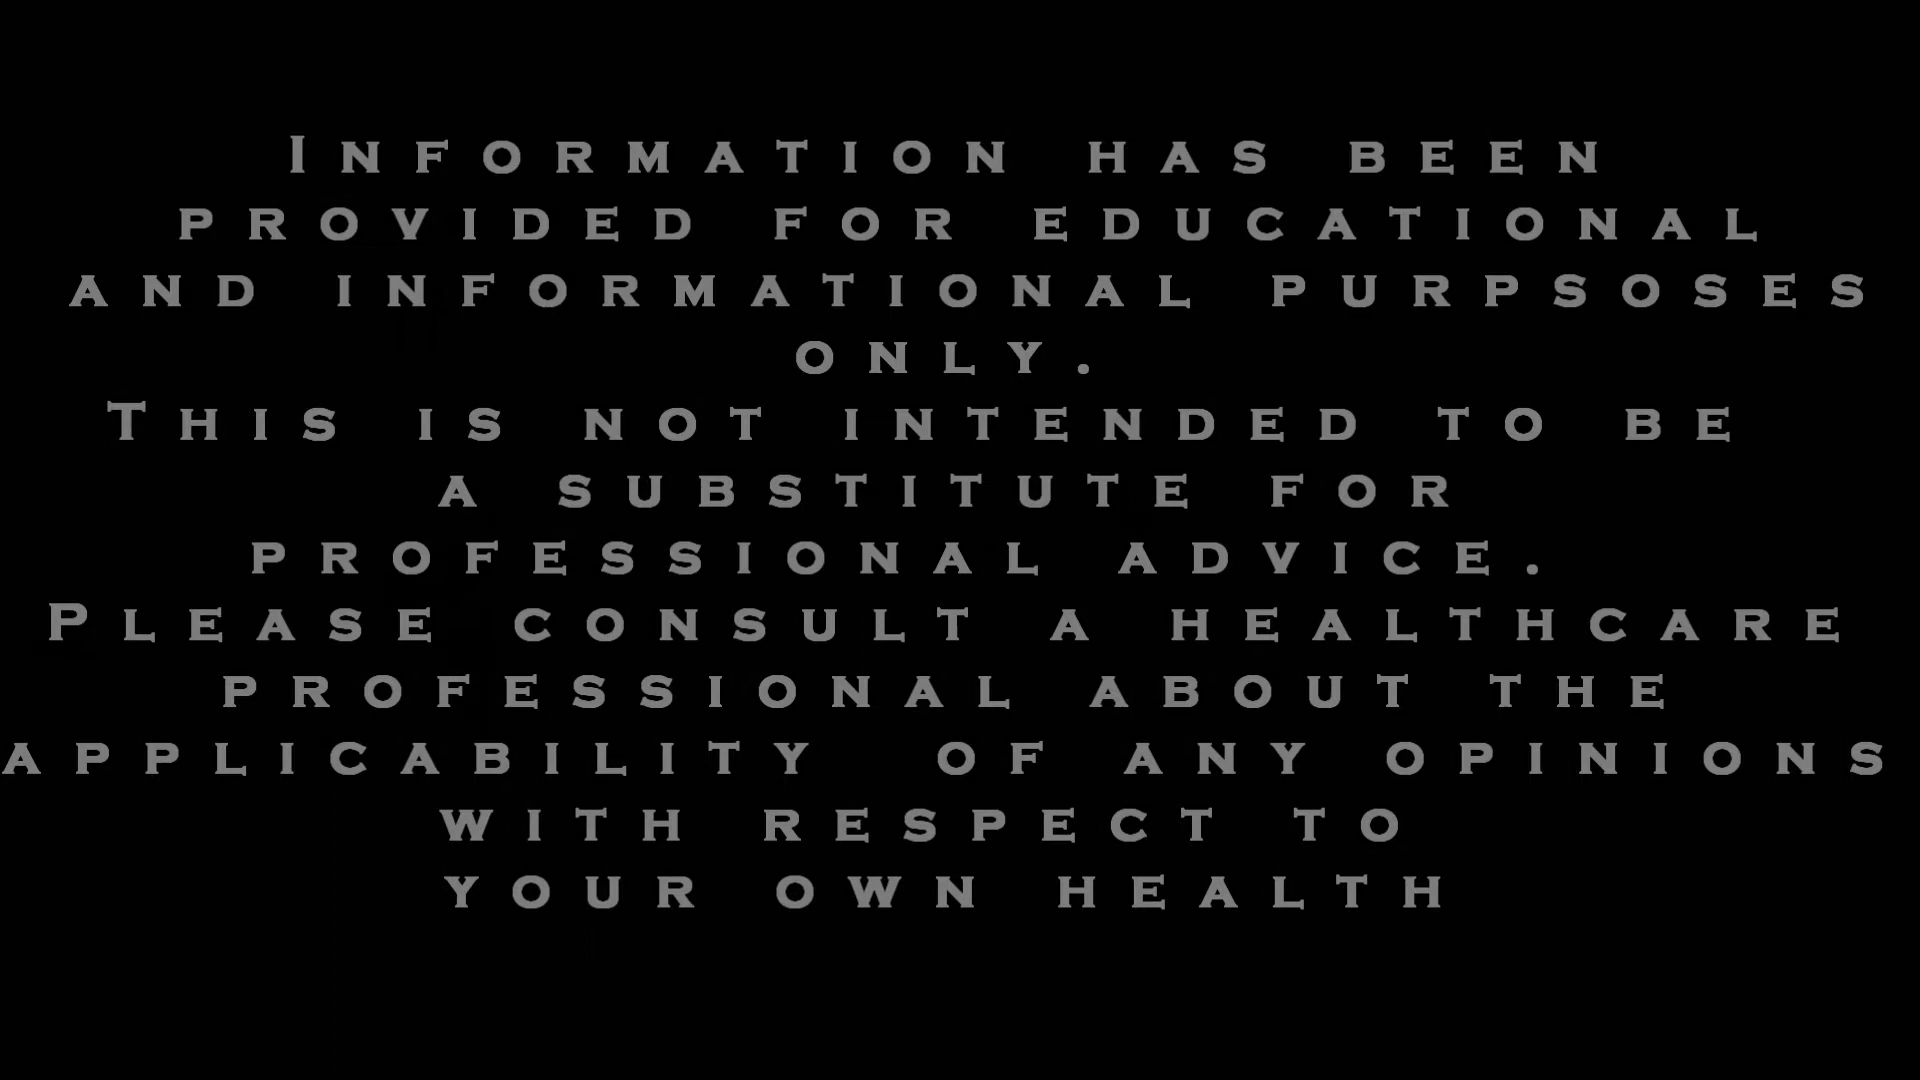 Information has been
provided for educational
and informational purpsoses
only.
This is not intended to be
a substitute for
professional advice.
Please consult a healthcare
professional about the
applicability of any opinions
with respect to
your own health